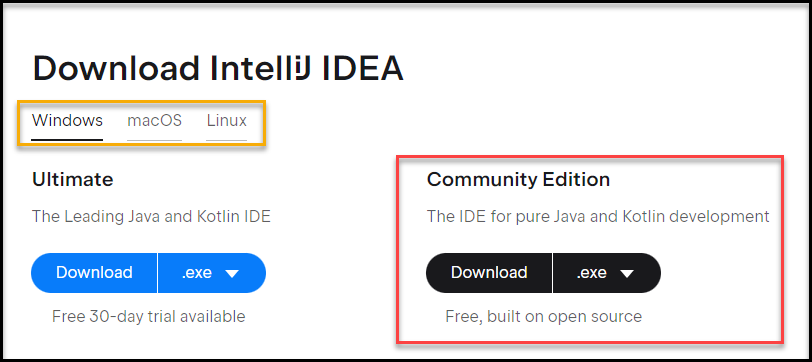 Download IntelliJ IDEA
Windows macOS Linux
Ultimate
The Leading Java and Kotlin IDE
Download .exe
Free 30-day trial available
Community Edition
The IDE for pure Java and Kotlin development
Download .exe
Free, built on open source